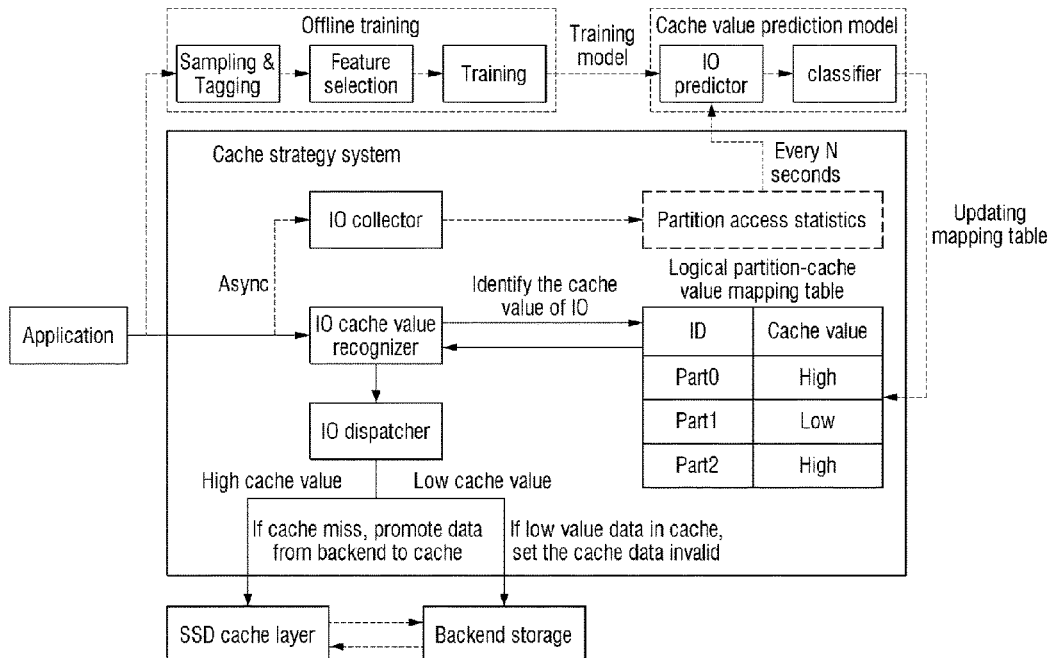 Offline training
Cache value prediction model
Sampling &
Tagging
Feature
selection
Training
Training
model
IO
predictor
classifier
Cache strategy system
Every N
seconds
IO collector
Partition access statistics
Updating
mapping table
Async
Identify the cache
value of IO
Logical partition-cache
value mapping table
Application
IO cache value
recognizer
ID
Cache value
Part0
High
Part1
Low
Part2
High
IO dispatcher
High cache value
Low cache value
If cache miss, promote data
from backend to cache
If low value data in cache,
set the cache data invalid
SSD cache layer
Backend storage